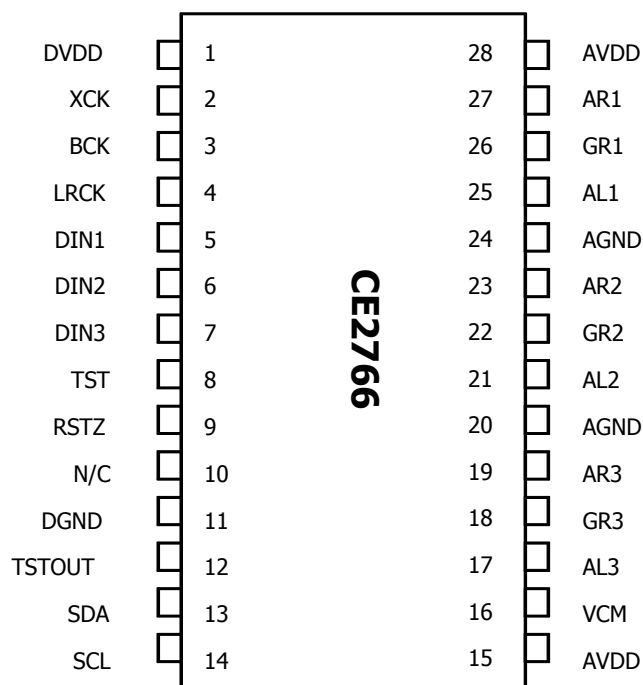 DVDD 1 28 AVDD
XCK 2 27 AR1
BCK 3 26 GR1
LRCK 4 25 AL1
DIN1 5 24 AGND
DIN2 6 23 AR2
DIN3 7 22 GR2
TST 8 21 AL2
RSTZ 9 20 AGND
N/C 10 19 AR3
DGND 11 18 GR3
TSTOUT 12 17 AL3
SDA 13 16 VCM
SCL 14 15 AVDD
CE2766